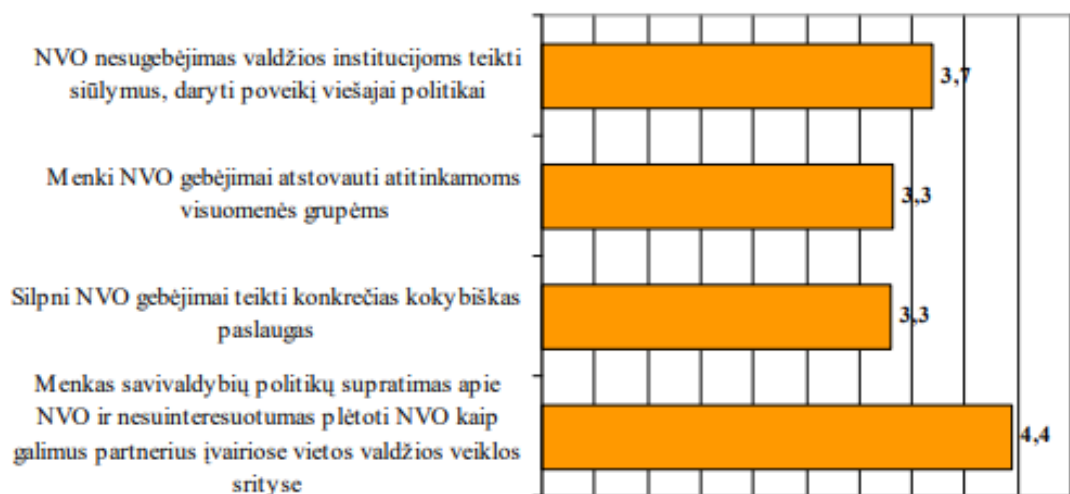 NVO nesugebėjimas valdžios institucijoms teikti
siūlymus, daryti poveikį viešajai politikai
3,7
Menki NVO gebėjimai atstovauti atitinkamoms
visuomenės grupėms
3,3
Silpni NVO gebėjimai teikti konkrečias kokybiškas
paslaugas
3,3
Menkas savivaldybių politikų supratimas apie
NVO ir nesuinteresuotumas plėtoti NVO kaip
galimus partnerius įvairiose vietos valdžios veiklos
srityse
4,4